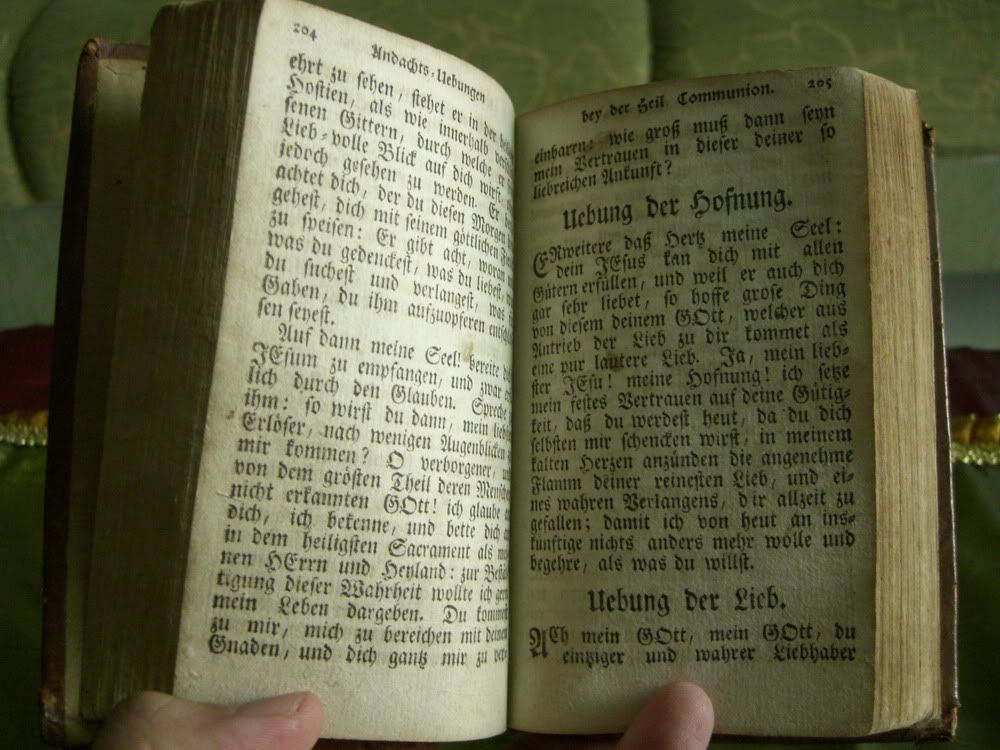 204
Andachts-Uebungen
ehrt zu sehen, stehet er in der
Hostien, als wie innerhalb
senen Gittern, durch welche er
Lieb-volle Blick auf dich wirft,
jedoch gesehen zu werden. Er
achtet dich, der du diesen Morgen
gehest, dich mit seinem göttlichen
zu speisen: Er gibt acht, woran
was du gedenckest, was du liebest,
du suchest und verlangest, was
Gaben, du ihm aufzuopferen
sen seyest.
Auf dann meine Seel! bereite
JEsum zu empfangen, und zwar
lich durch den Glauben. Spreche
ihm: so wirst du dann, mein
Erlöser, nach wenigen Augenblicken
mir kommen? O verborgener,
von dem grösten Theil deren
nicht erkannten GOtt! ich glaube
dich, ich bekenne, und bette dich
in dem heiligsten Sacrament als
nen HErrn und Heyland: zur
tigung dieser Wahrheit wollte ich
mein Leben dargeben. Du
zu mir, mich zu bereichen mit
Gnaden, und dich gantz mir zu ver-
bey der Heil Communion. 205
einbaren: wie groß muß dann seyn
mein Vertrauen in dieser deiner so
liebreichen Ankunft?
Uebung der Hofnung.
ERweitere daß Hertz meine Seel:
dein JEsus kan dich mit allen
Gütern erfüllen, und weil er auch dich
gar sehr liebet, so hoffe grose Ding
von diesem deinem GOtt, welcher aus
Antrieb der Lieb zu dir kommet als
eine pur lautere Lieb. Ja, mein lieb-
ster JEsu! meine Hofnung! ich setze
mein festes Vertrauen auf deine Gütig-
keit, daß du werdest heut, da du dich
selbsten mir schencken wirst, in meinem
kalten Herzen anzünden die angenehme
Flamm deiner reinesten Lieb, und ei-
nes wahren Verlangens, dir allzeit zu
gefallen; damit ich von heut an ins-
kunftige nichts anders mehr wolle und
begehre, als was du willst.
Uebung der Lieb.
ACh mein GOtt, mein GOtt, du
eintziger und wahrer Liebhaber